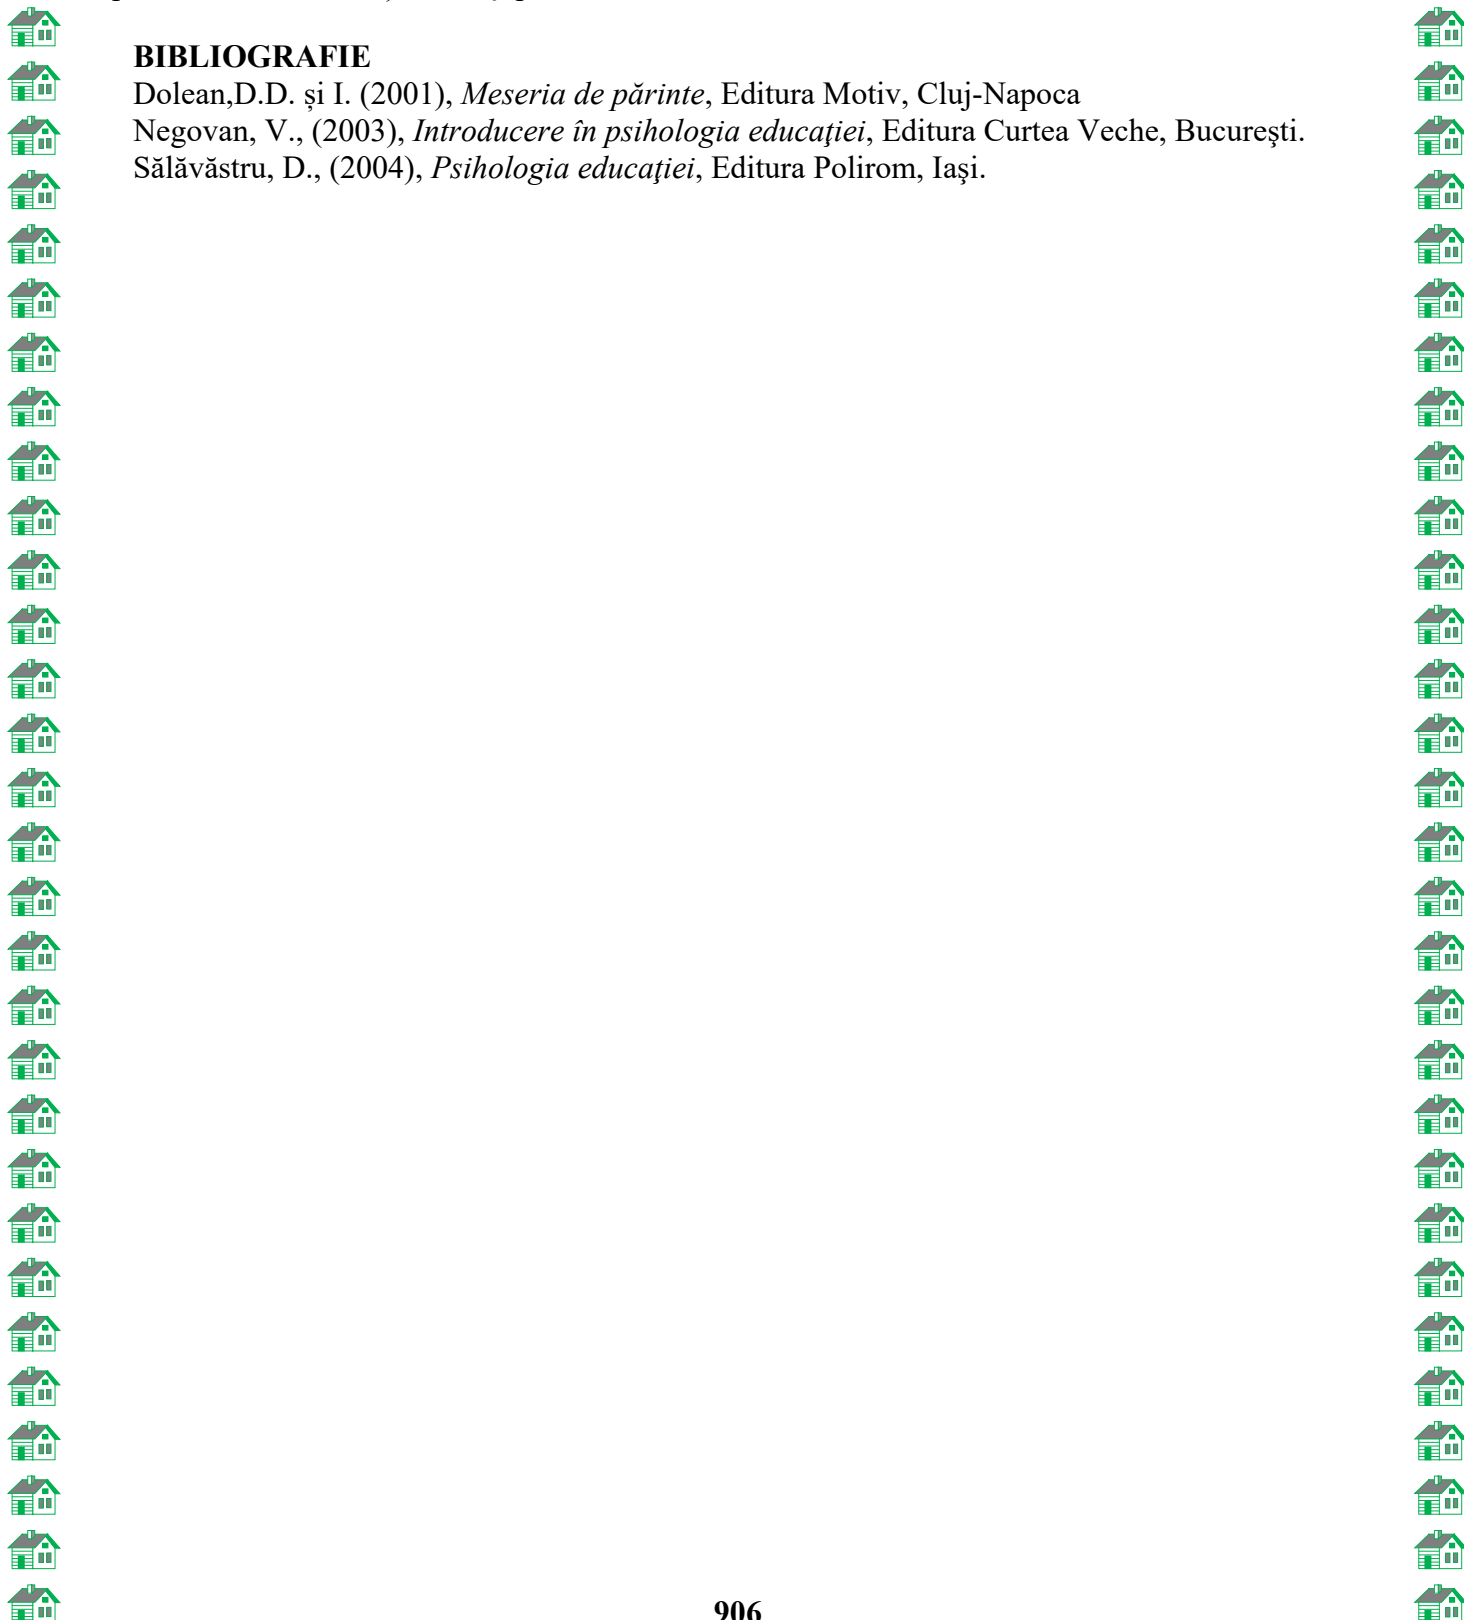 BIBLIOGRAFIE
Dolean,D.D. și I. (2001), Meseria de părinte, Editura Motiv, Cluj-Napoca
Negovan, V., (2003), Introducere în psihologia educaţiei, Editura Curtea Veche, Bucureşti.
Sălăvăstru, D., (2004), Psihologia educaţiei, Editura Polirom, Iaşi.
906